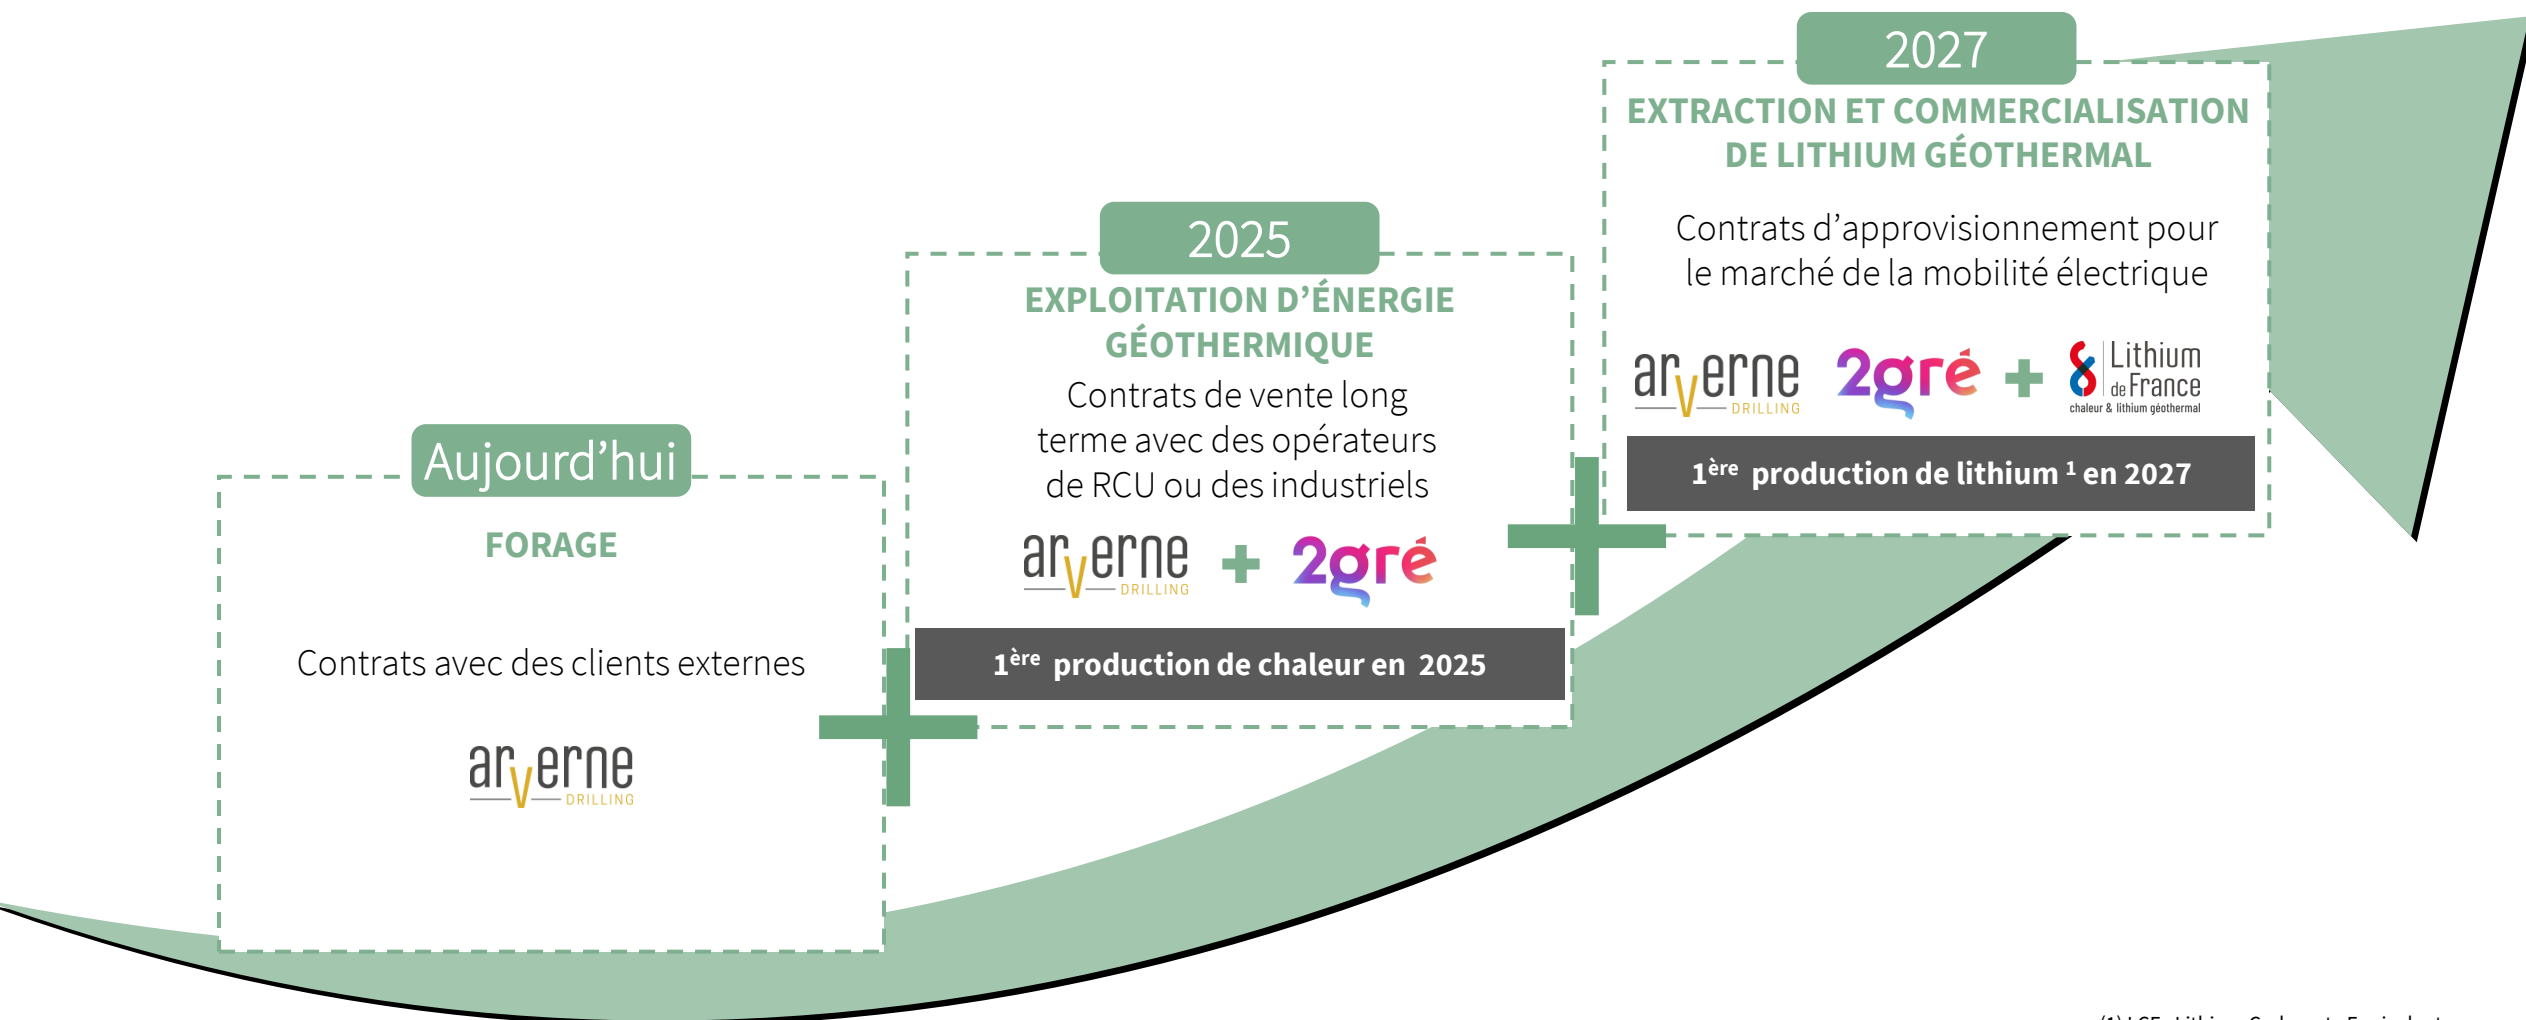 Aujourd’hui
FORAGE
Contrats avec des clients externes
arverne
DRILLING
2025
EXPLOITATION D’ÉNERGIE
GÉOTHERMIQUE
Contrats de vente long
terme avec des opérateurs
de RCU ou des industriels
arverne
DRILLING
+
2gré
1ère production de chaleur en 2025
2027
EXTRACTION ET COMMERCIALISATION
DE LITHIUM GÉOTHERMAL
Contrats d’approvisionnement pour
le marché de la mobilité électrique
arverne
DRILLING
2gré
+
Lithium
de France
chaleur & lithium géothermal
1ère production de lithium 1 en 2027